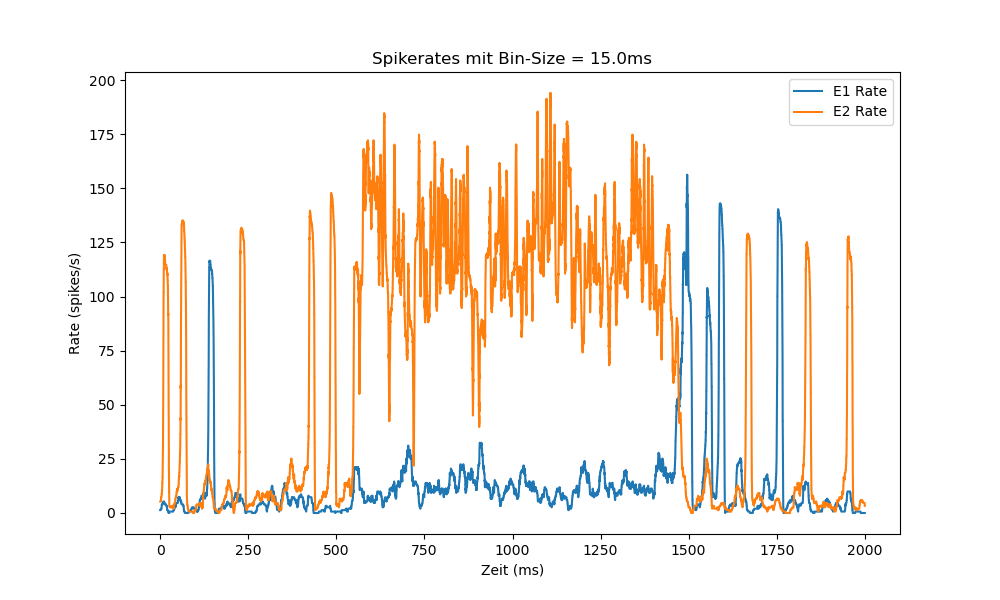 Spikerates mit Bin-Size = 15.0ms
E1 Rate
E2 Rate
Rate (spikes/s)
200
175
150
125
100
75
50
25
0
0 250 500 750 1000 1250 1500 1750 2000
Zeit (ms)